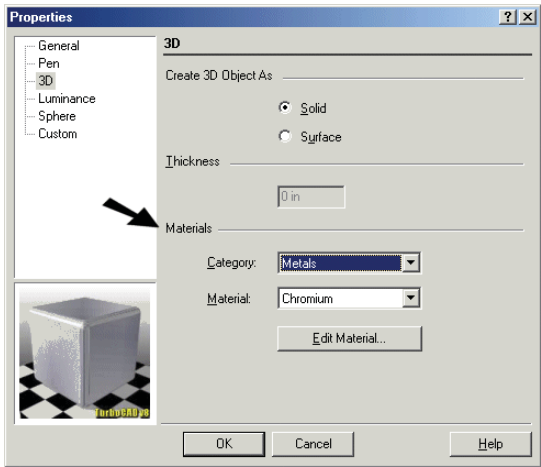 Properties
General
Pen
3D
Luminance
Sphere
Custom
3D
Create 3D Object As
Solid
Surface
Thickness
0 in
Materials
Category: Metals
Material: Chromium
Edit Material...
TurboCAD v8
OK Cancel Help